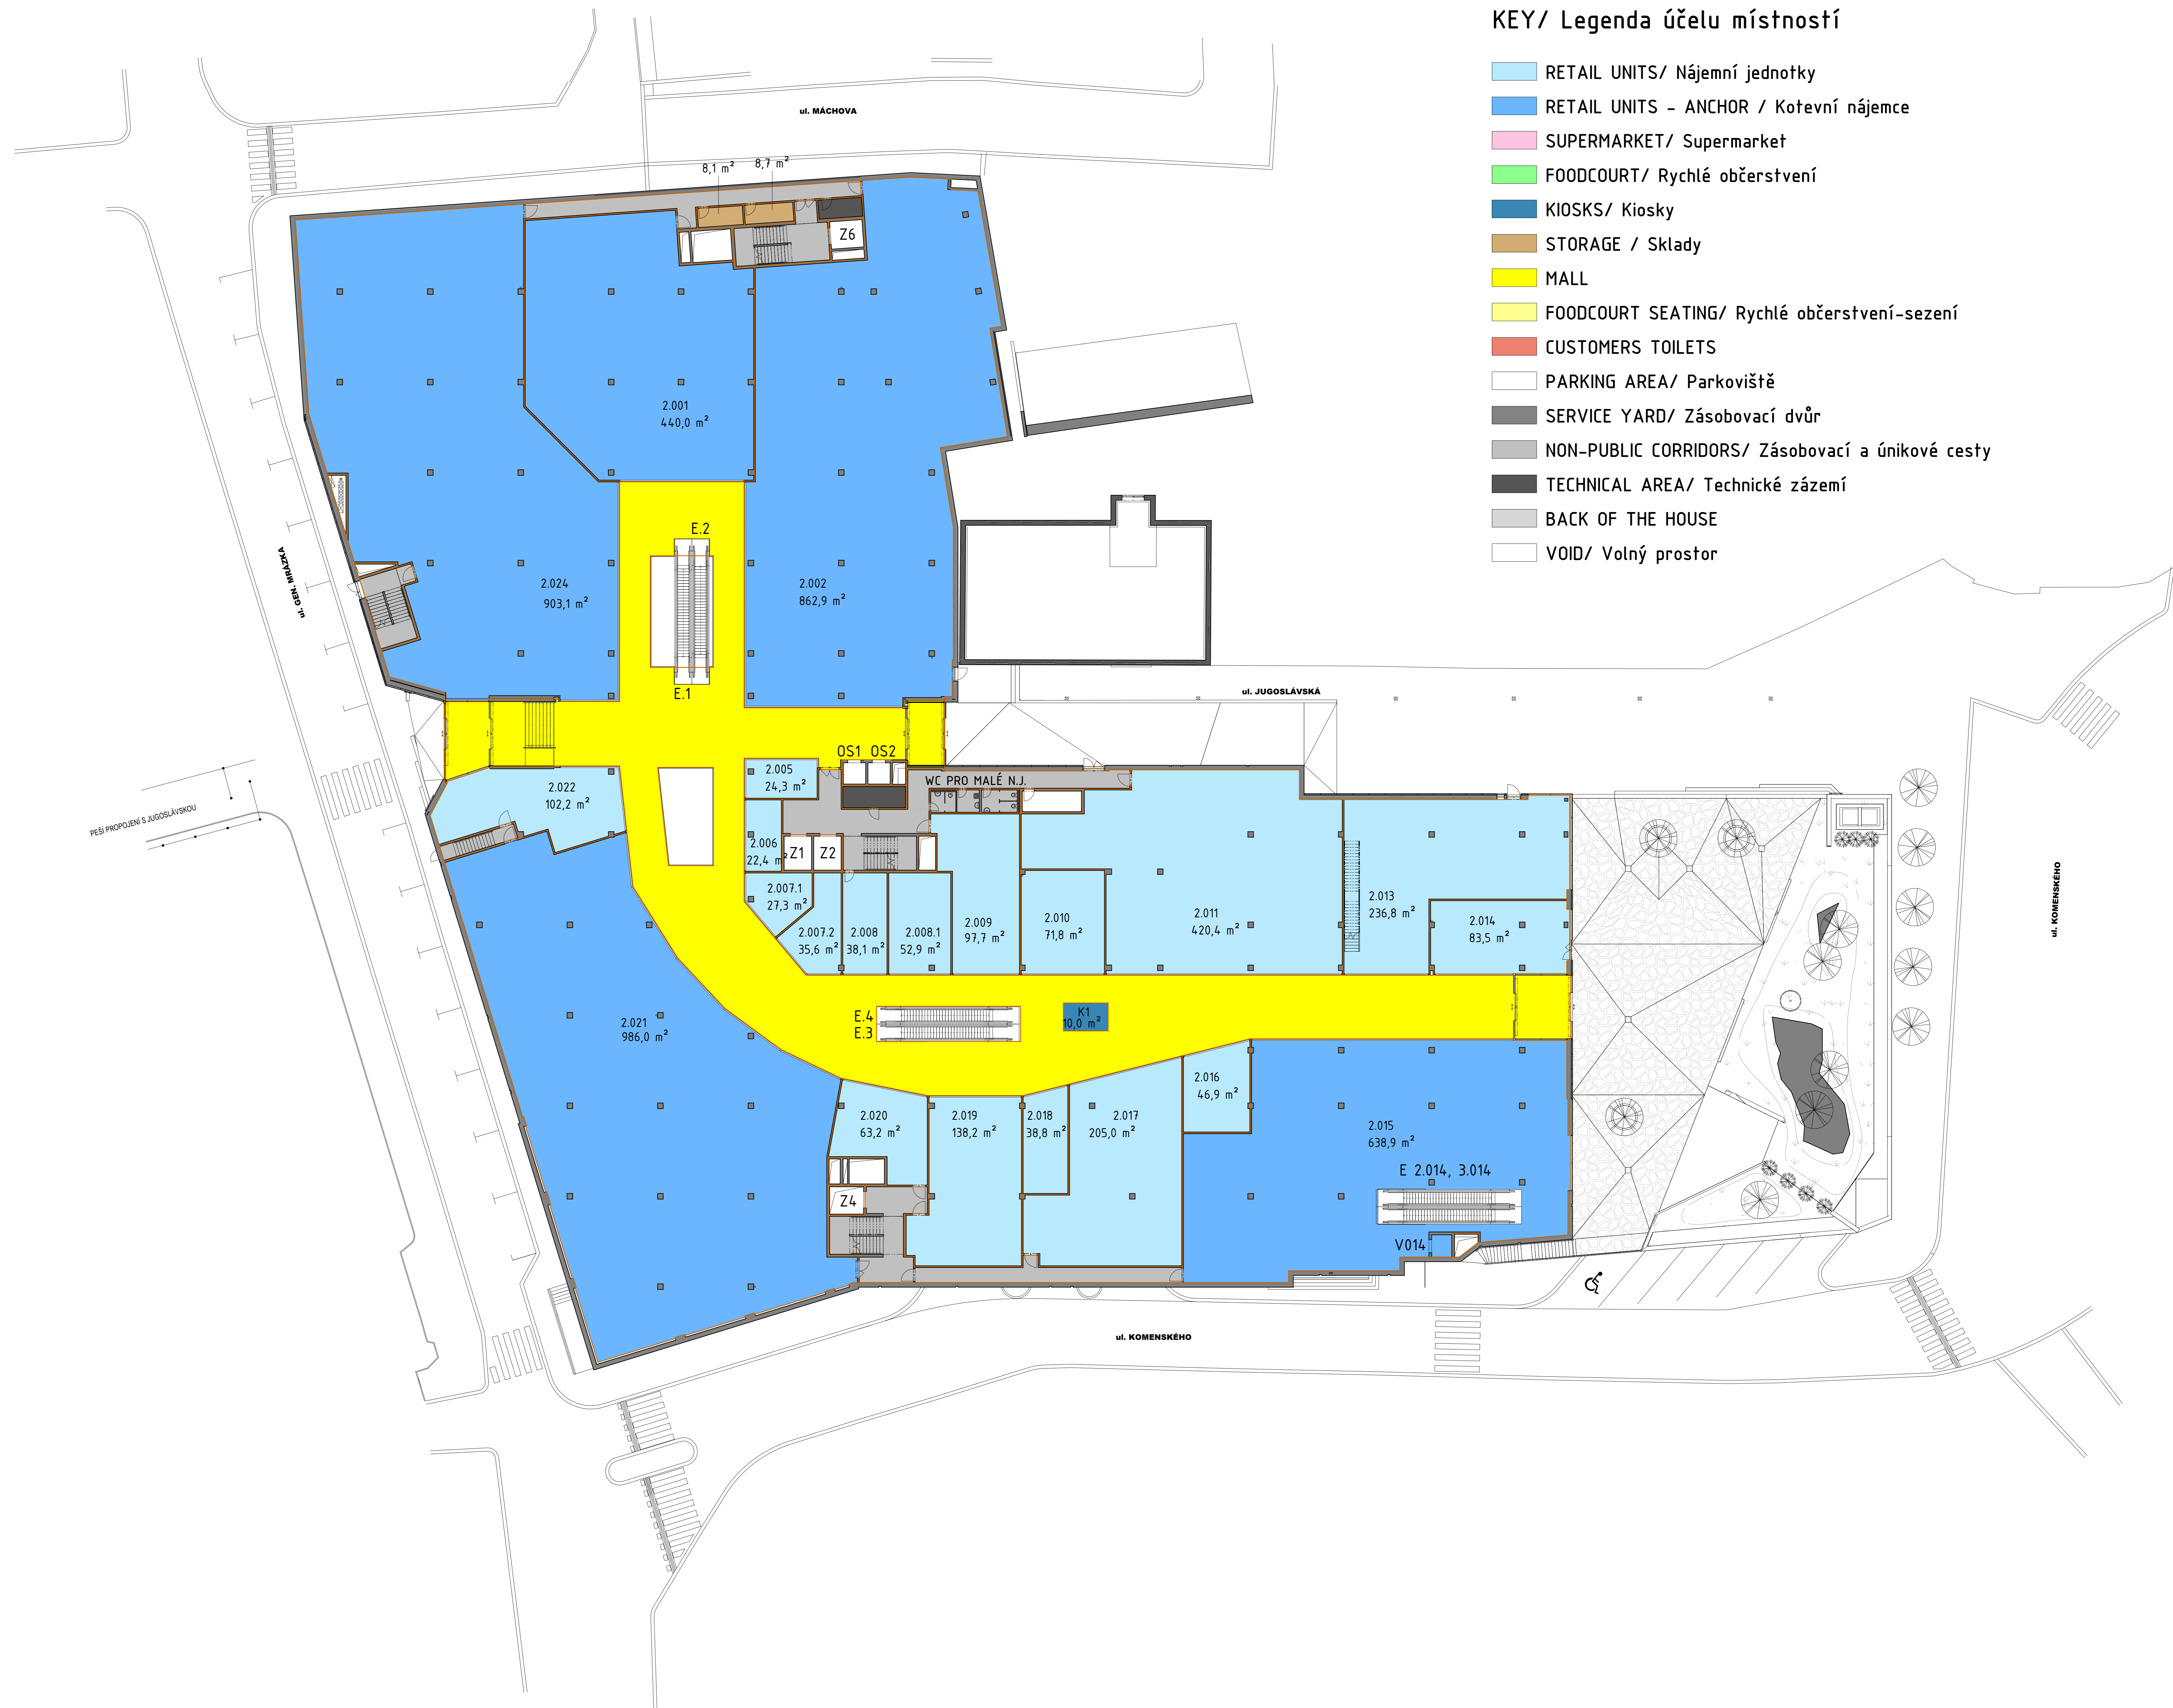 KEY/ Legenda účelu místností
RETAIL UNITS/ Nájemní jednotky
RETAIL UNITS - ANCHOR / Kotevní nájemce
SUPERMARKET/ Supermarket
FOODCOURT/ Rychlé občerstvení
KIOSKS/ Kiosky
STORAGE / Sklady
MALL
FOODCOURT SEATING/ Rychlé občerstvení-sezení
CUSTOMERS TOILETS
PARKING AREA/ Parkoviště
SERVICE YARD/ Zásobovací dvůr
NON-PUBLIC CORRIDORS/ Zásobovací a únikové cesty
TECHNICAL AREA/ Technické zázemí
BACK OF THE HOUSE
VOID/ Volný prostor
ul. MÁCHOVA
8,1 m²
8,7 m²
Z6
2.001
440,0 m²
E.2
2.024
903,1 m²
2.002
862,9 m²
ul. GEN. MRÁZKA
E.1
ul. JUGOSLÁVSKÁ
OS1
OS2
2.005
24,3 m²
WC PRO MALÉ N.J.
2.022
102,2 m²
PEŠÍ PROPOJENÍ S JUGOSLÁVSKOU
2.006
22,4 m²
Z1
Z2
2.007.1
27,3 m²
2.007.2
35,6 m²
2.008
38,1 m²
2.008.1
52,9 m²
2.009
97,7 m²
2.010
71,8 m²
2.011
420,4 m²
2.013
236,8 m²
2.014
83,5 m²
ul. KOMENSKÉHO
E.4
E.3
K1
10,0 m²
2.021
986,0 m²
2.016
46,9 m²
2.020
63,2 m²
2.019
138,2 m²
2.018
38,8 m²
2.017
205,0 m²
2.015
638,9 m²
E 2.014, 3.014
Z4
V014
ul. KOMENSKÉHO